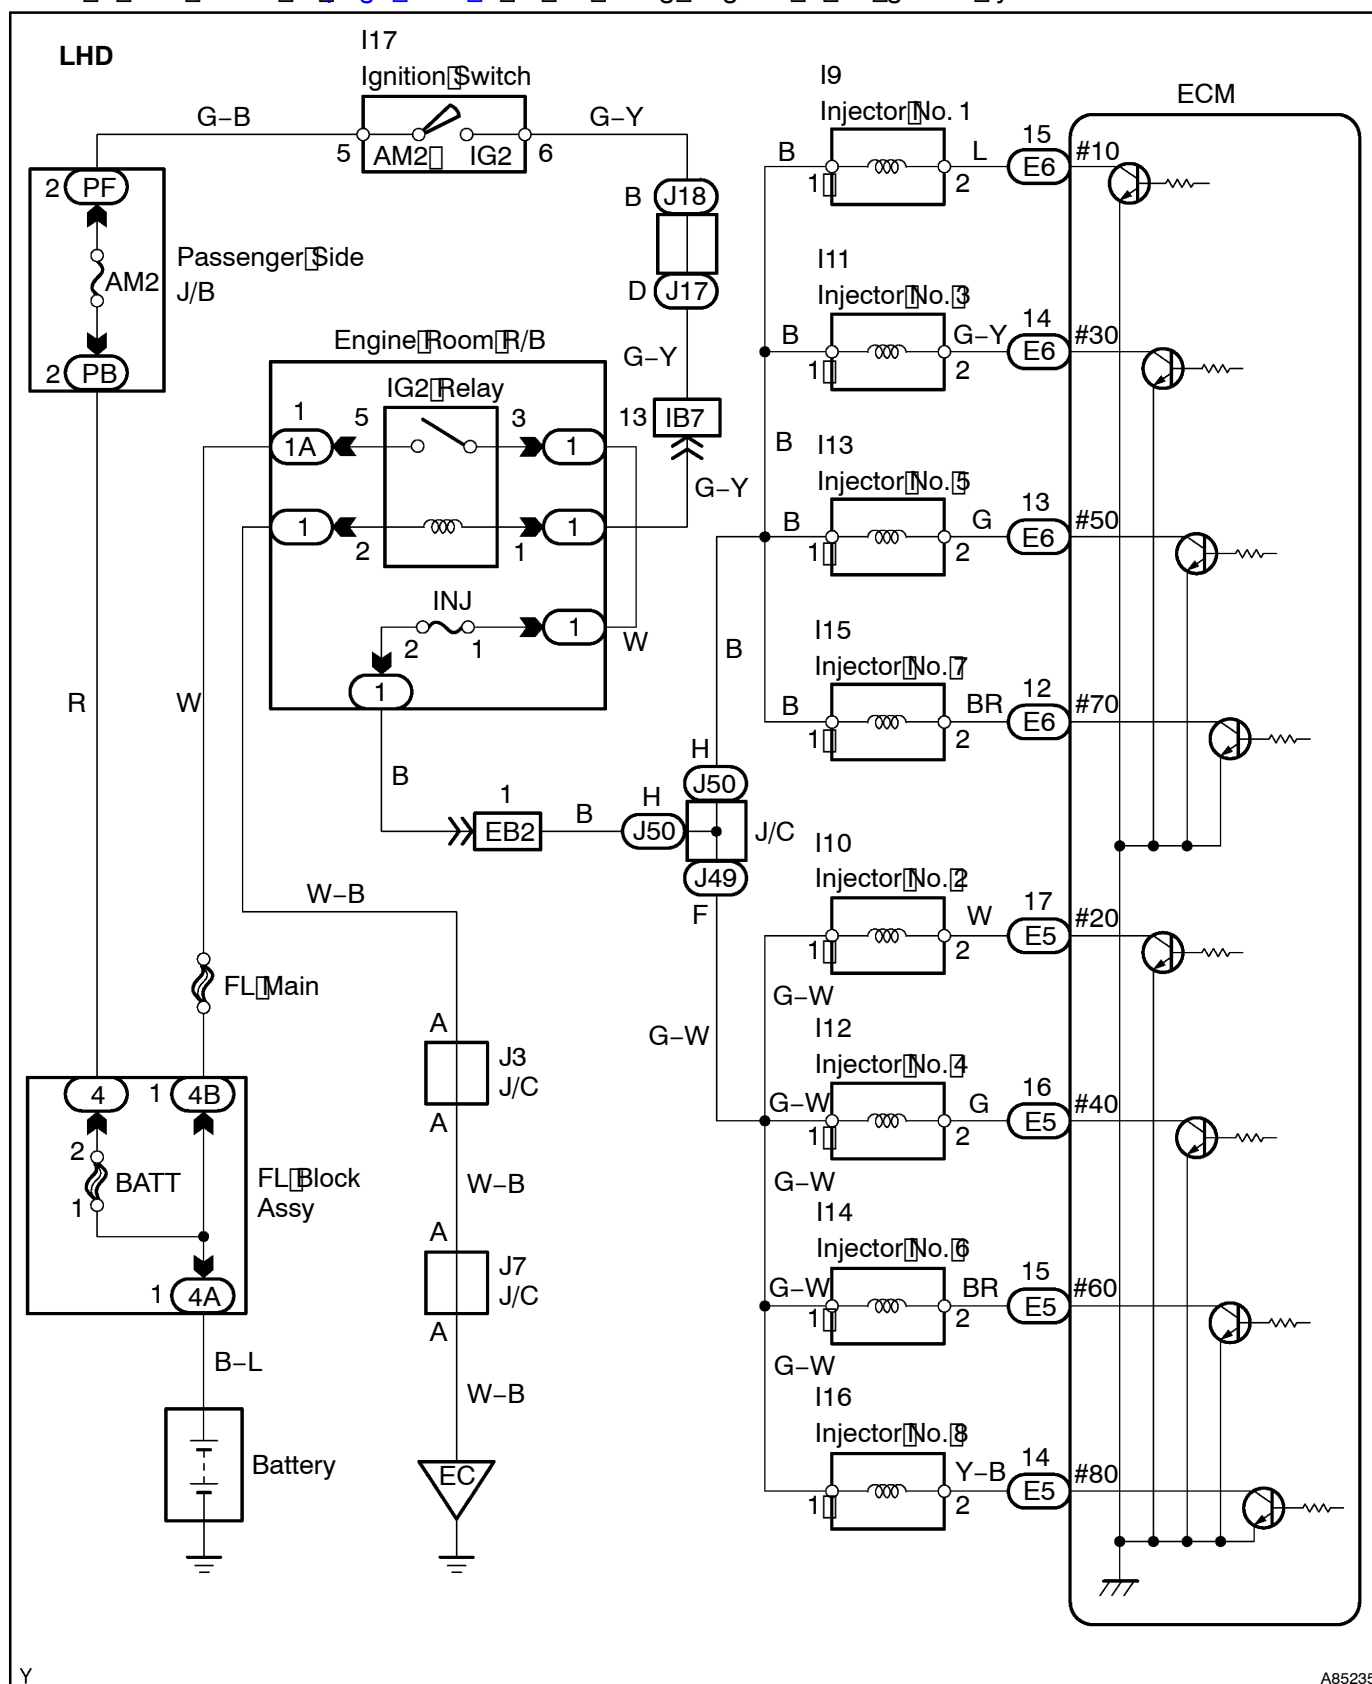 LHD
I17
Ignition Switch
G–B
G–Y
5
AM2
IG2
6
2
PF
AM2
Passenger Side
J/B
2
PB
B
J18
D
J17
G–Y
13
IB7
G–Y
Engine Room R/B
IG2 Relay
1
1A
5
3
1
1
2
1
1
INJ
2
1
1
W
1
R
W
B
1
EB2
B
H
J50
H
J50
J/C
J49
F
B
G–W
W–B
FL Main
4
1
4B
2
BATT
1
FL Block
Assy
1
4A
B–L
Battery
A
J3
J/C
A
W–B
A
J7
J/C
A
W–B
EC
ECM
I9
Injector No. 1
B
1
2
L
15
E6
#10
I11
Injector No. 3
B
1
2
G–Y
14
E6
#30
B
I13
Injector No. 5
B
1
2
G
13
E6
#50
I15
Injector No. 7
B
1
2
BR
12
E6
#70
I10
Injector No. 2
1
2
W
17
E5
#20
G–W
I12
Injector No. 4
G–W
1
2
G
16
E5
#40
G–W
I14
Injector No. 6
G–W
1
2
BR
15
E5
#60
G–W
I16
Injector No. 8
1
2
Y–B
14
E5
#80
Y
A85235